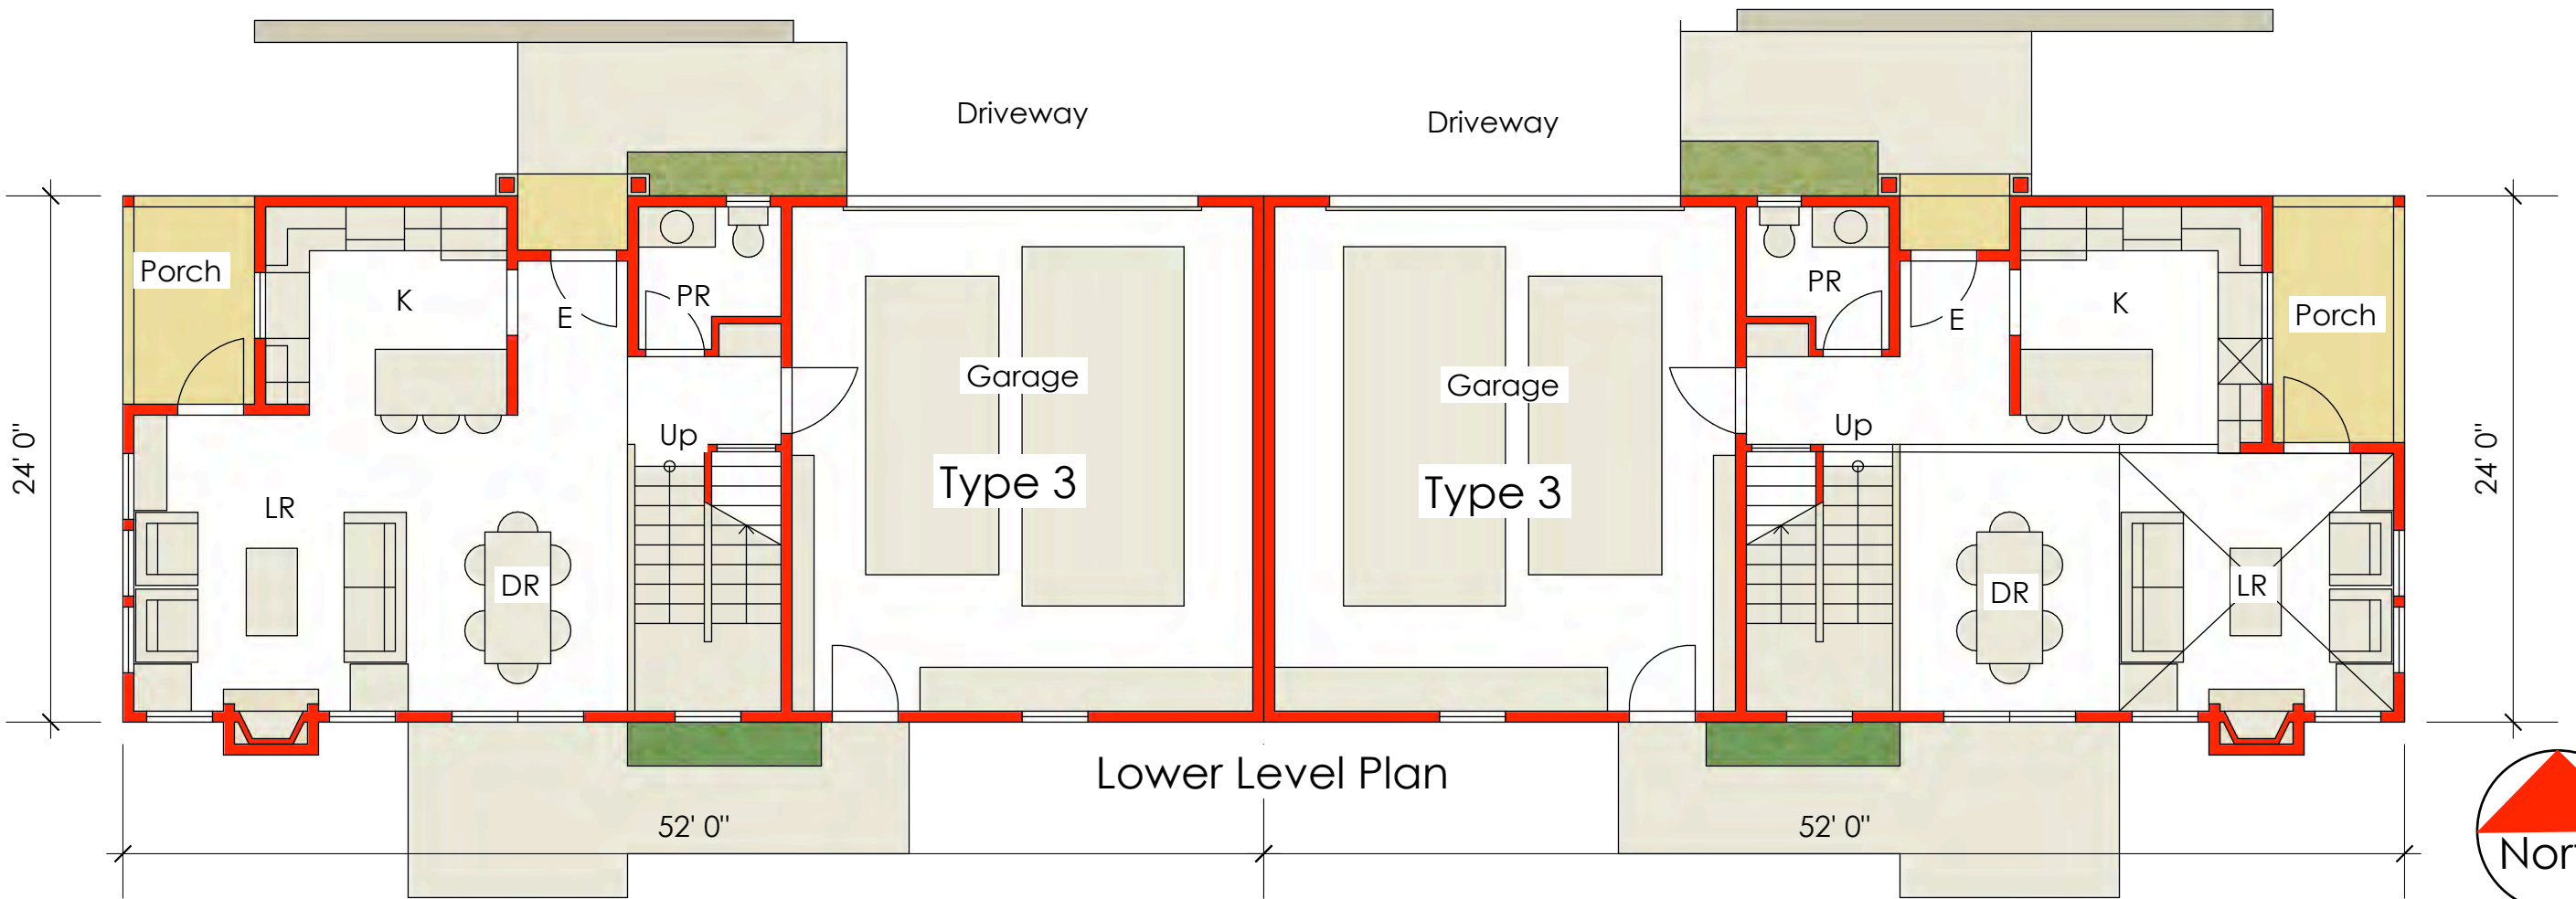 Driveway
Driveway
Porch
K
E
PR
PR
E
K
Porch
Garage
Garage
Up
Up
24' 0"
Type 3
Type 3
24' 0"
LR
DR
DR
LR
Lower Level Plan
52' 0"
52' 0"
Nor